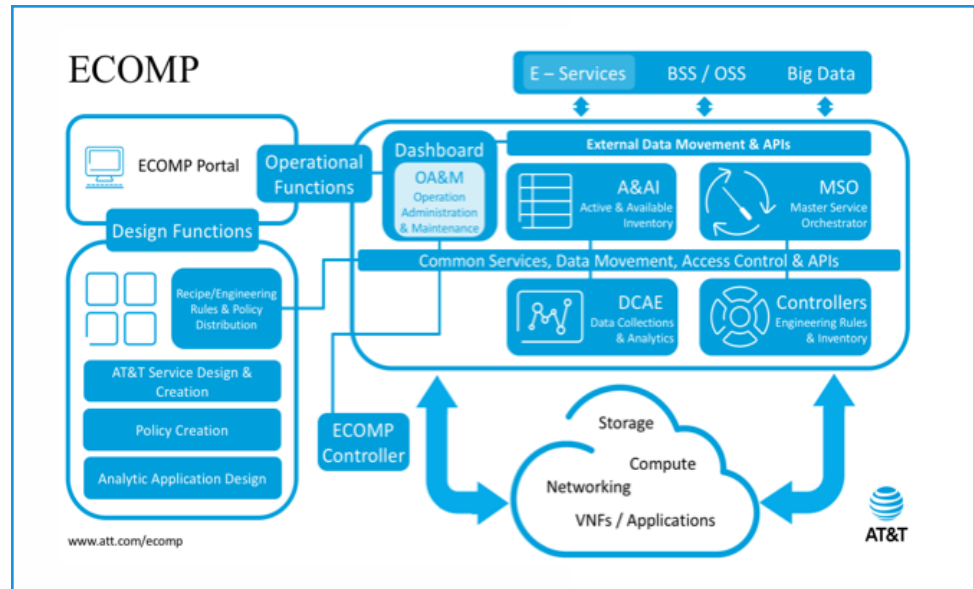 ECOMP
E – Services
BSS / OSS
Big Data
ECOMP Portal
Operational
Functions
Design Functions
Dashboard
OA&M
Operation
Administration
& Maintenance
External Data Movement & APIs
A&AI
Active & Available
Inventory
MSO
Master Service
Orchestrator
Common Services, Data Movement, Access Control & APIs
Recipe/Engineering
Rules & Policy
Distribution
DCAE
Data Collections
& Analytics
Controllers
Engineering Rules
& Inventory
AT&T Service Design &
Creation
Policy Creation
Analytic Application Design
ECOMP
Controller
Storage
Compute
Networking
VNFs / Applications
www.att.com/ecomp
AT&T